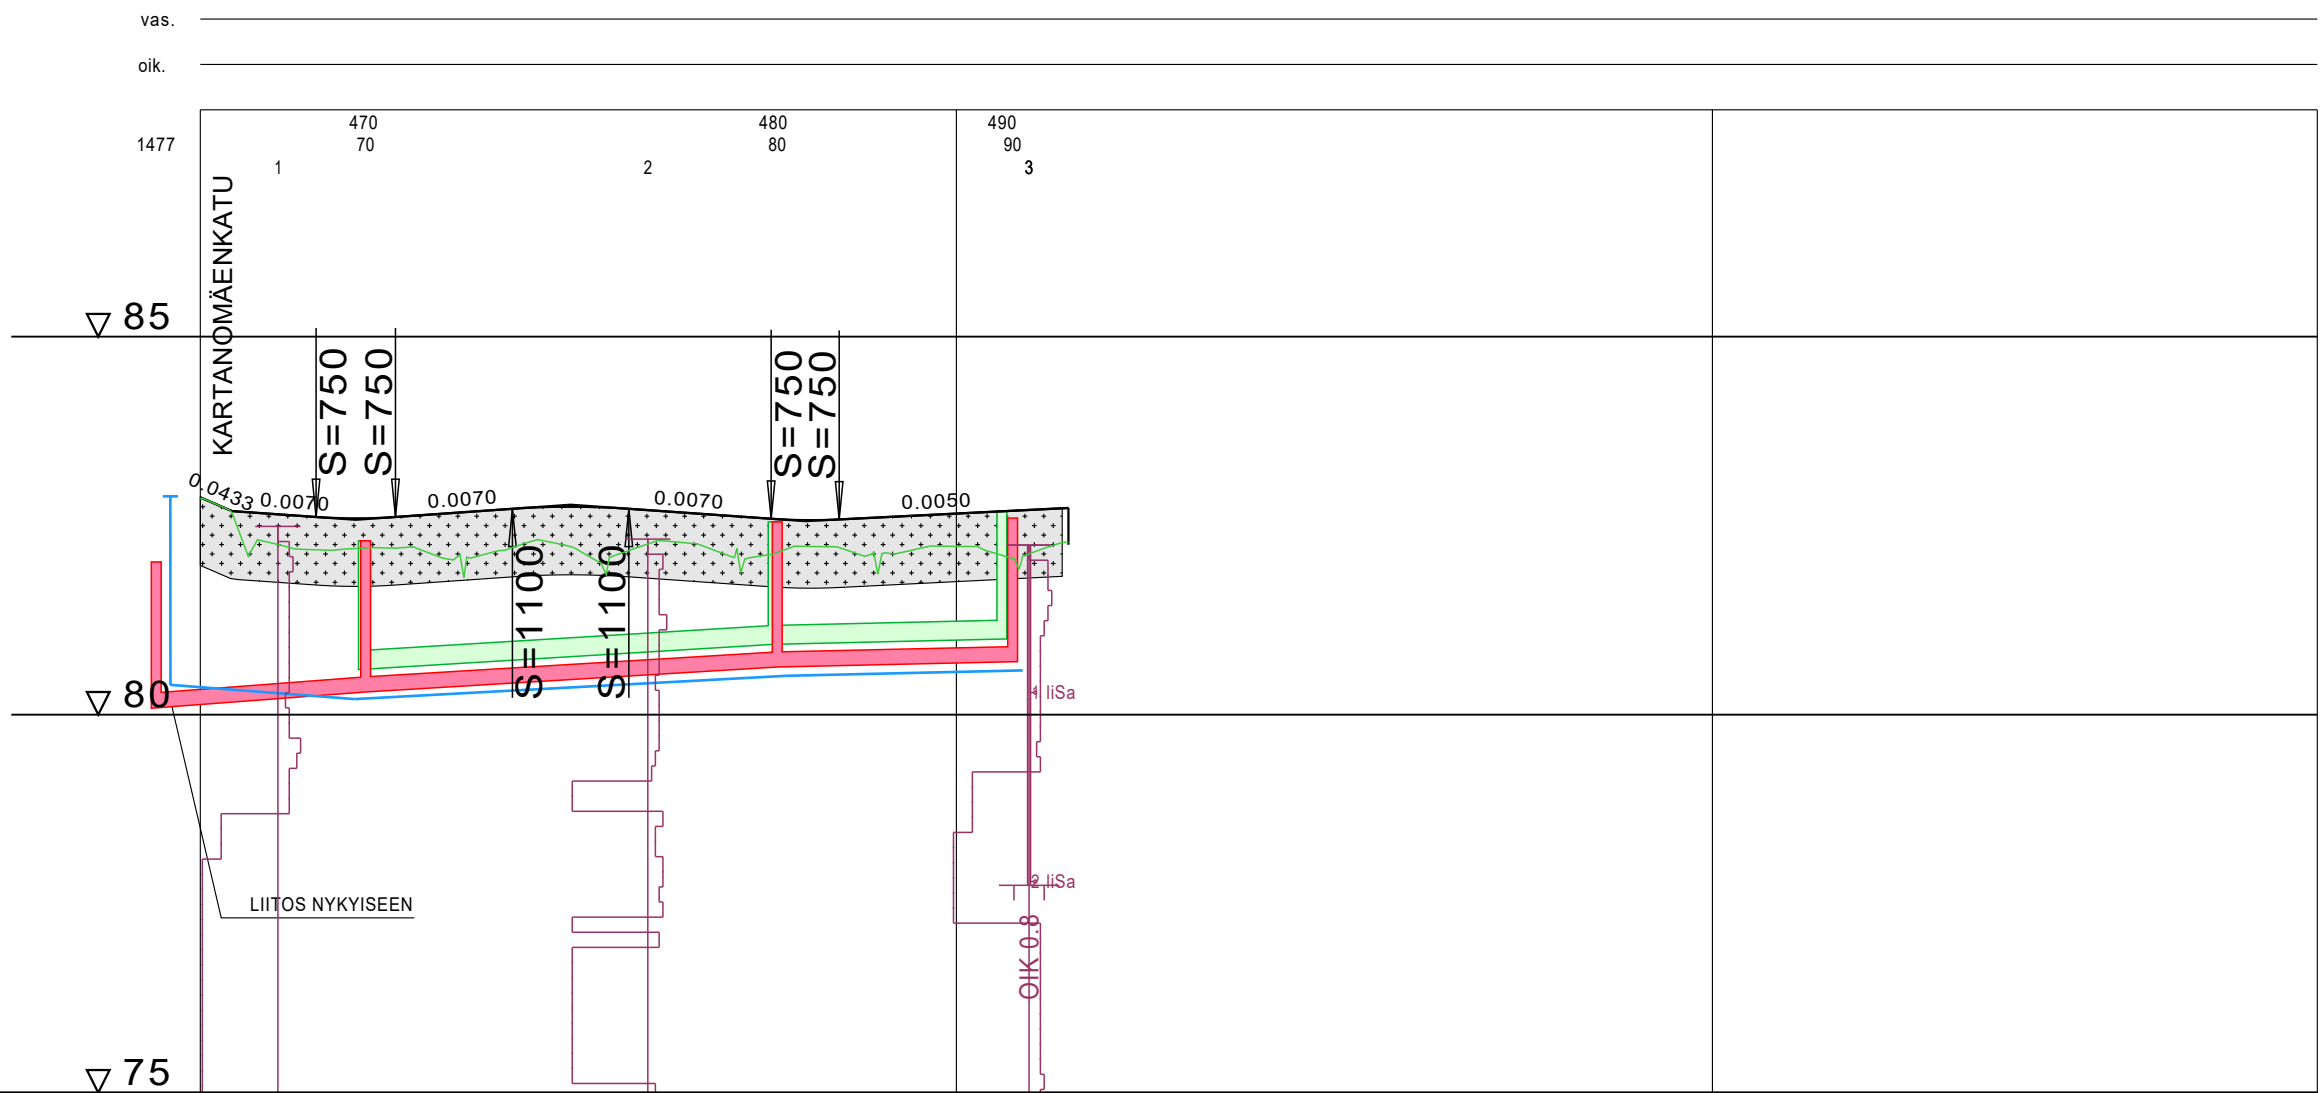 vas.
oik.
470 480 490
1477 70 80 90
1 2 3
KARTANOMÄENKATU
85
S=750 S=750 S=750 S=750
0.0433 0.0070 0.0070 0.0070 0.0050
S=1100 S=1100
80
1 liSa
2 liSa
LIITOS NYKYISEEN
OIK 0.8
75